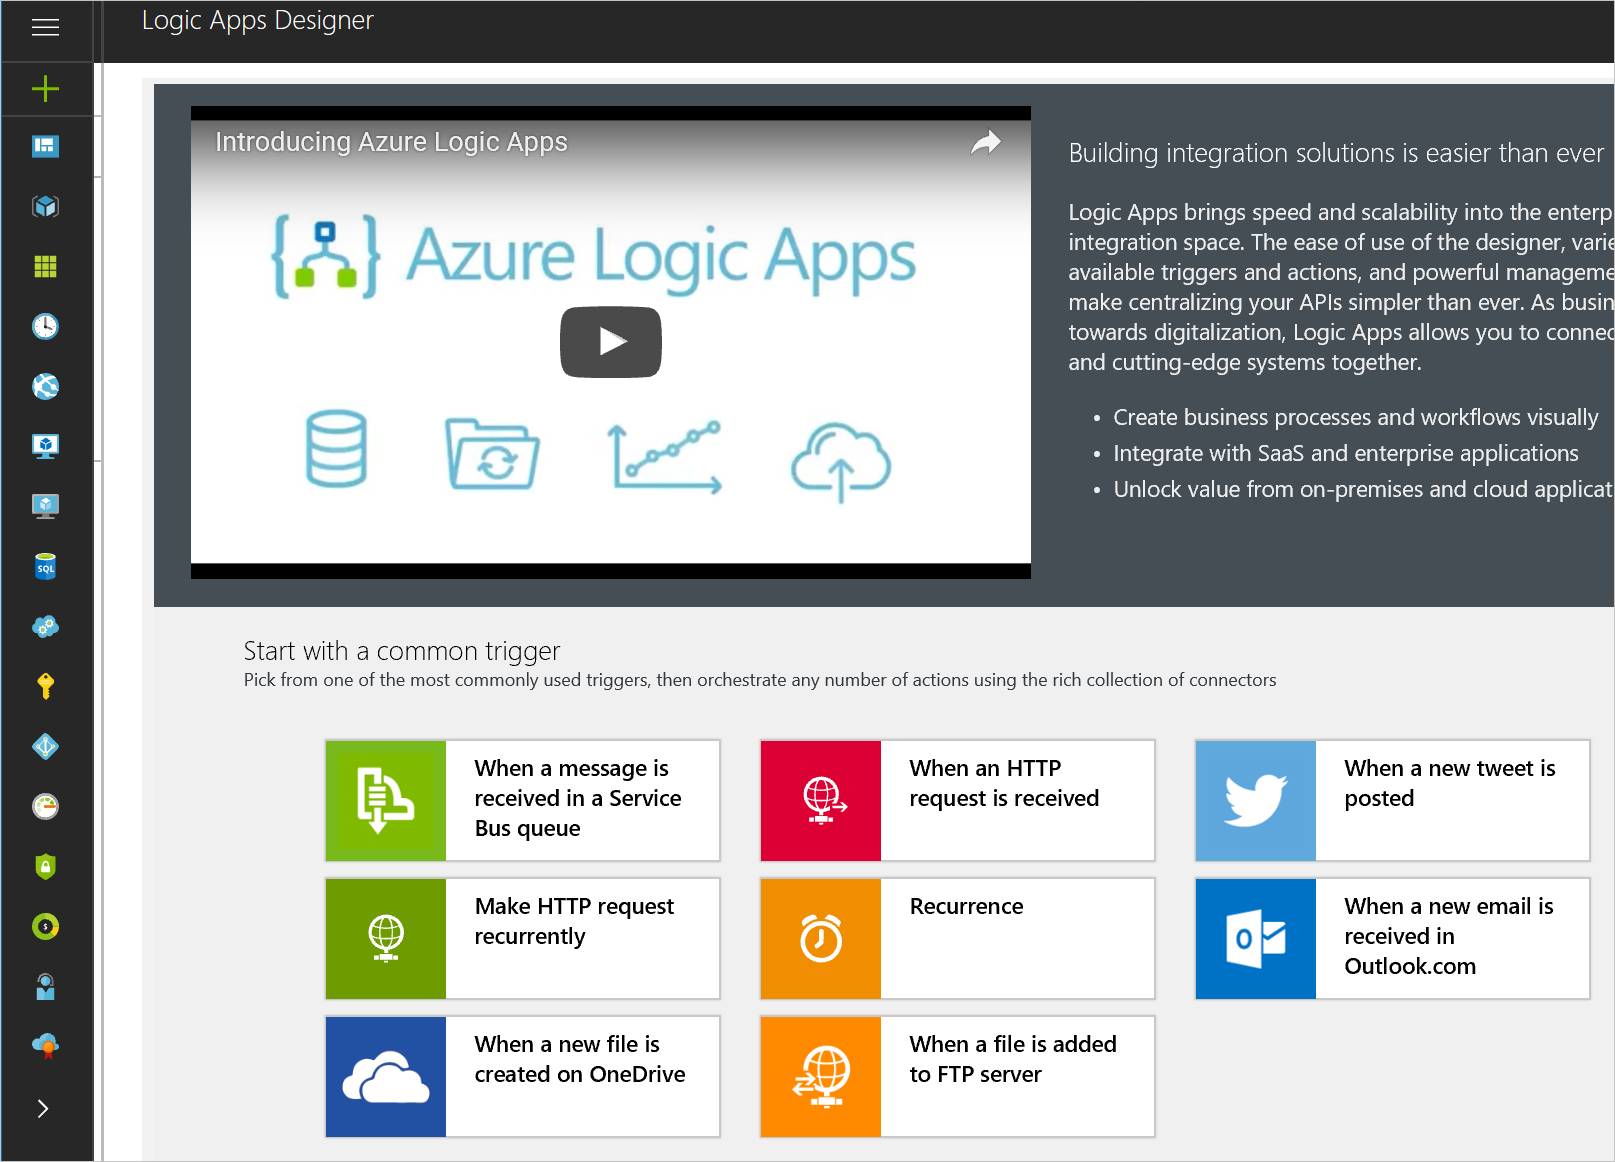 Logic Apps Designer
Introducing Azure Logic Apps
Azure Logic Apps
Building integration solutions is easier than ever
Logic Apps brings speed and scalability into the enterp
integration space. The ease of use of the designer, varie
available triggers and actions, and powerful manageme
make centralizing your APIs simpler than ever. As busin
towards digitalization, Logic Apps allows you to connec
and cutting-edge systems together.
• Create business processes and workflows visually
• Integrate with SaaS and enterprise applications
• Unlock value from on-premises and cloud applicat
SQL
Start with a common trigger
Pick from one of the most commonly used triggers, then orchestrate any number of actions using the rich collection of connectors
When a message is
received in a Service
Bus queue
When an HTTP
request is received
When a new tweet is
posted
Make HTTP request
recurrently
Recurrence
When a new email is
received in
Outlook.com
When a new file is
created on OneDrive
When a file is added
to FTP server